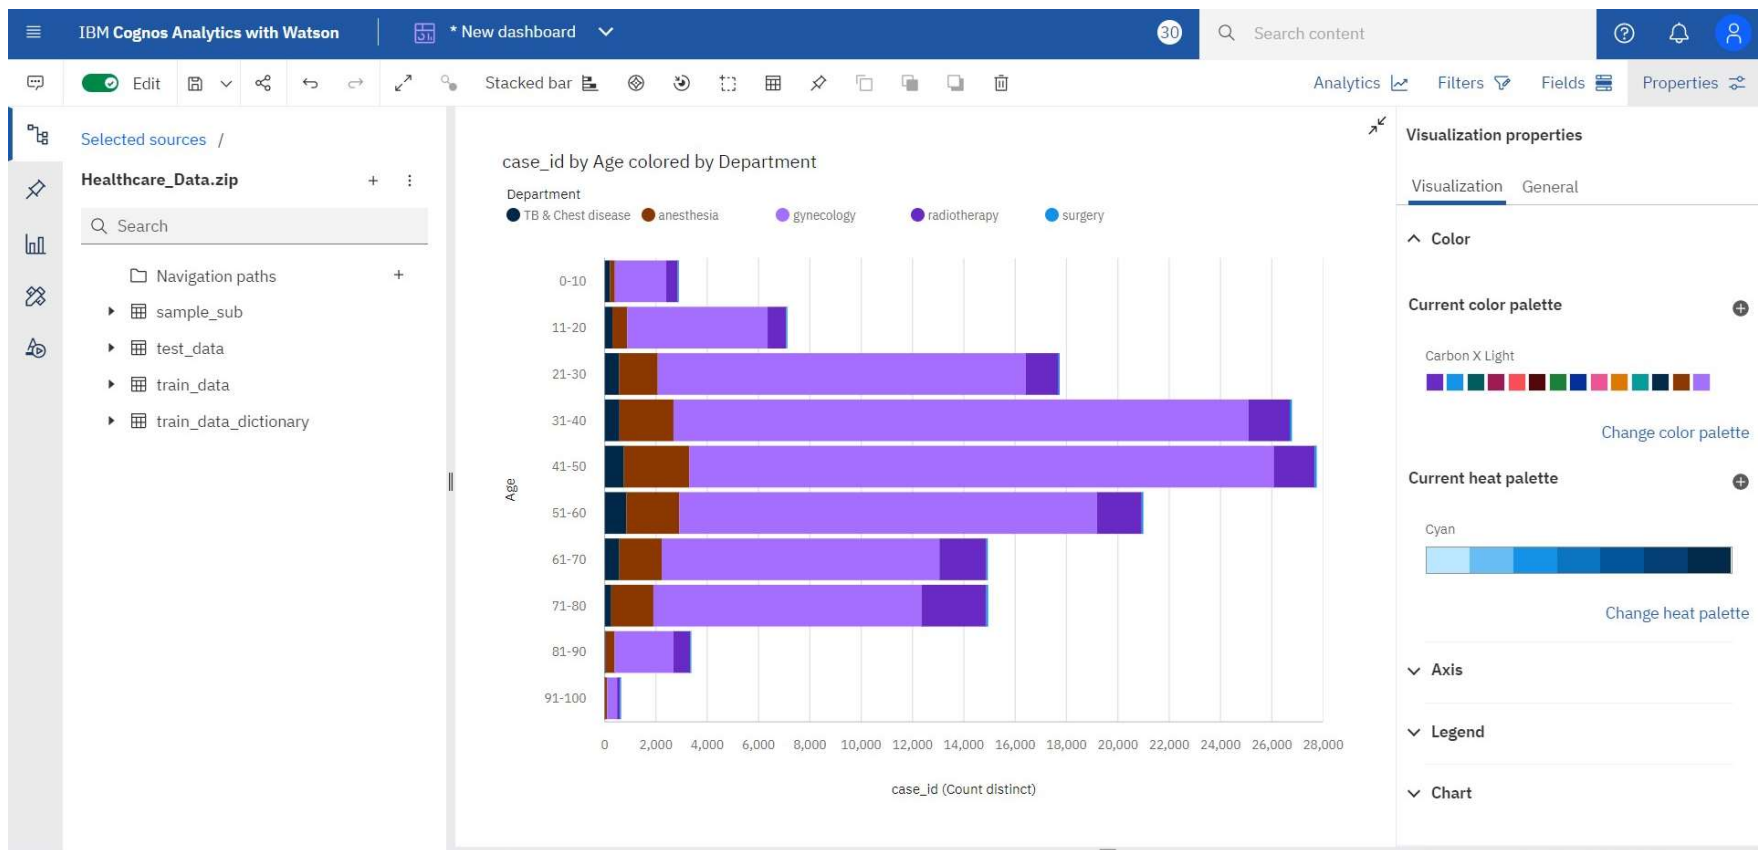 IBM Cognos Analytics with Watson
* New dashboard
30
Search content
Edit
Stacked bar
Analytics
Filters
Fields
Properties
Selected sources /
Healthcare_Data.zip
Search
Navigation paths
sample_sub
test_data
train_data
train_data_dictionary
case_id by Age colored by Department
Department
TB & Chest disease anesthesia gynecology radiotherapy surgery
0-10
11-20
21-30
31-40
41-50
51-60
61-70
71-80
81-90
91-100
Age
0 2,000 4,000 6,000 8,000 10,000 12,000 14,000 16,000 18,000 20,000 22,000 24,000 26,000 28,000
case_id (Count distinct)
Visualization properties
Visualization General
Color
Current color palette
Carbon X Light
Change color palette
Current heat palette
Cyan
Change heat palette
Axis
Legend
Chart